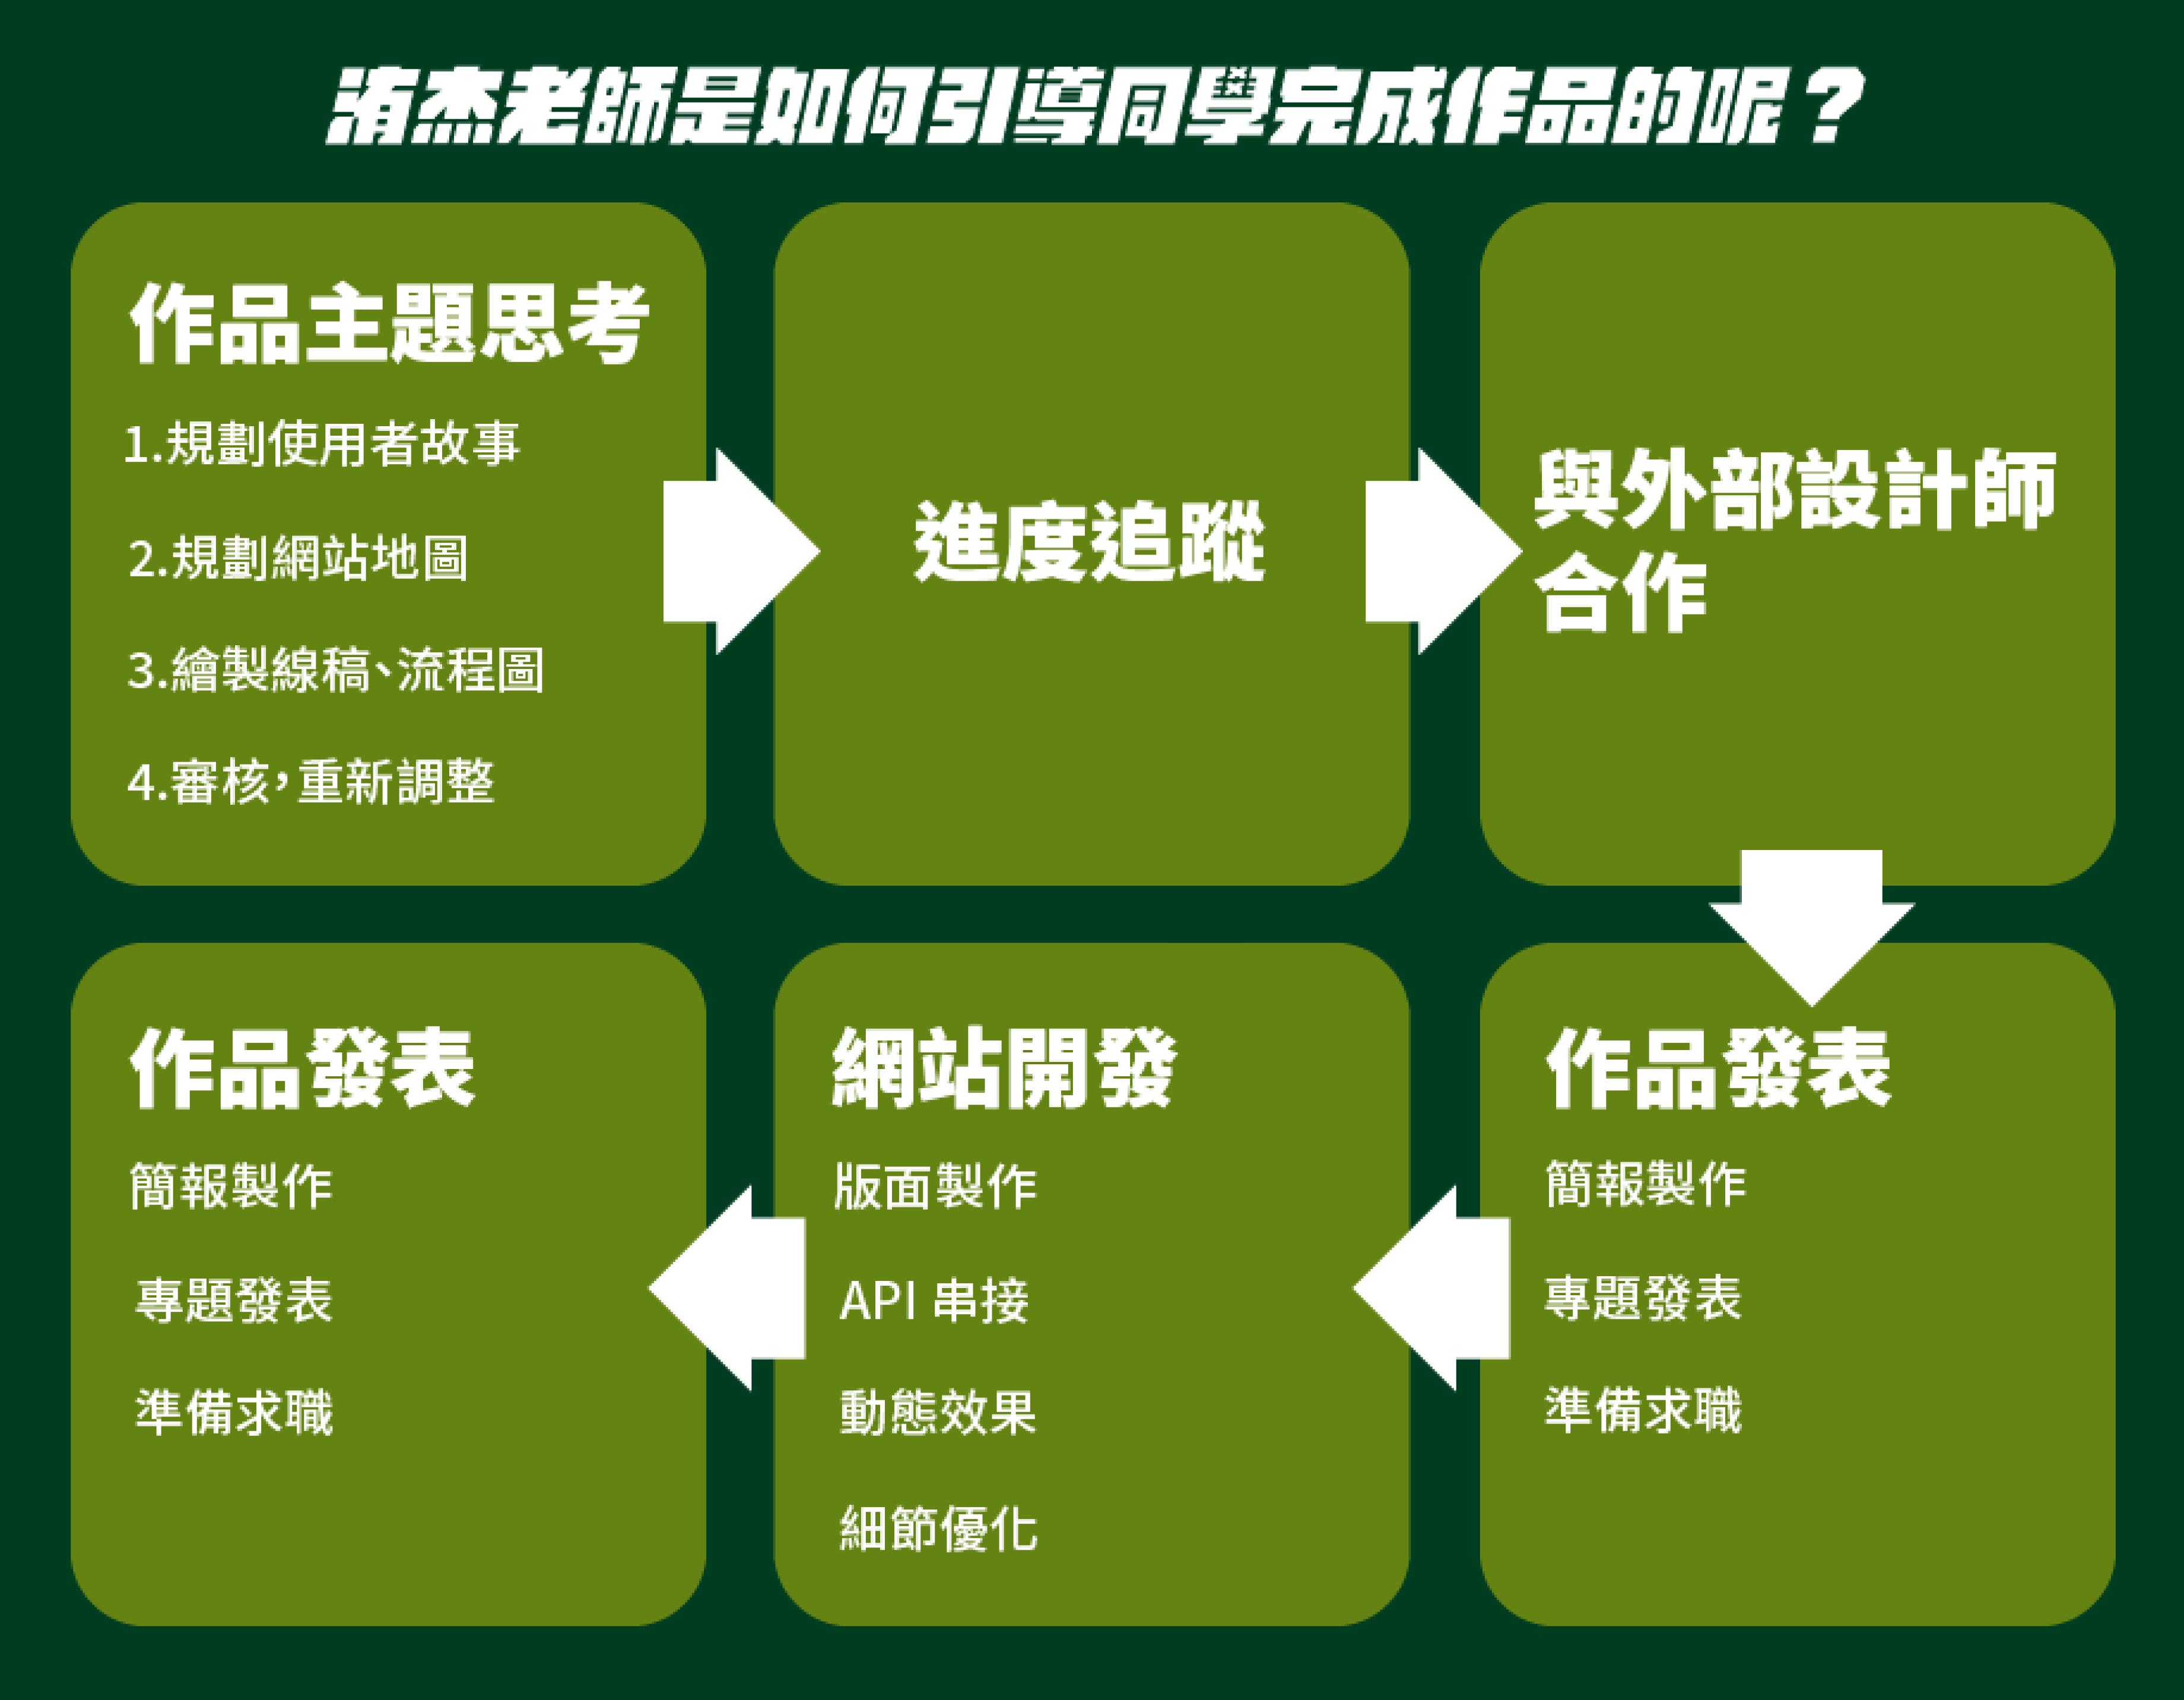 洧杰老師是如何引導同學完成作品的呢？
作品主題思考
1.規劃使用者故事
2.規劃網站地圖
3.繪製線稿、流程圖
4.審核，重新調整
進度追蹤
與外部設計師
合作
作品發表
簡報製作
專題發表
準備求職
網站開發
版面製作
API 串接
動態效果
細節優化
作品發表
簡報製作
專題發表
準備求職